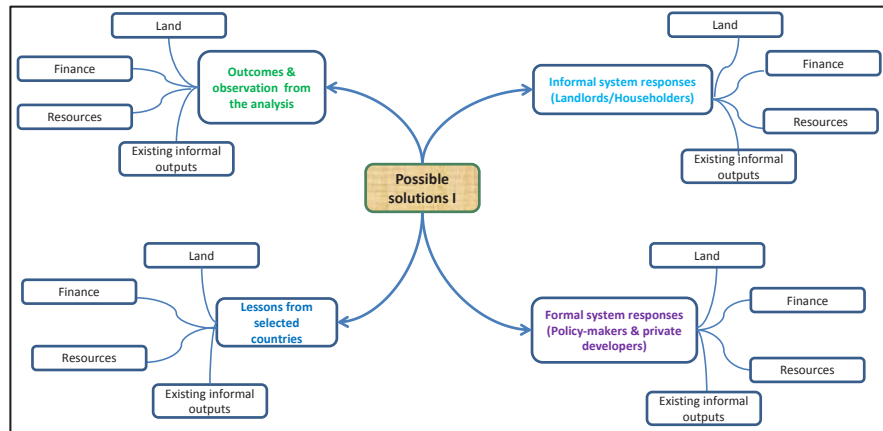 Land
Finance
Resources
Existing informal
outputs
Outcomes &
observation from
the analysis
Informal system responses
(Landlords/Householders)
Land
Finance
Resources
Existing informal
outputs
Possible
solutions I
Land
Finance
Resources
Existing informal
outputs
Lessons from
selected
countries
Formal system responses
(Policy-makers & private
developers)
Land
Finance
Resources
Existing informal
outputs